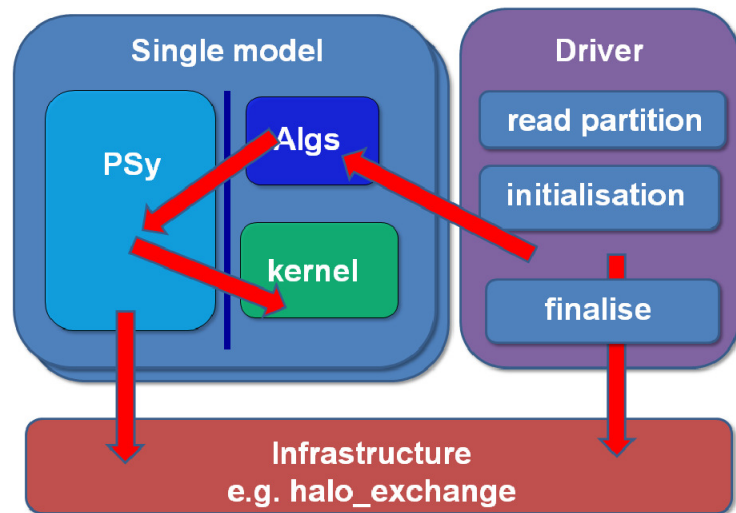 Single model
PSy
Algs
kernel
Driver
read partition
initialisation
finalise
Infrastructure
e.g. halo_exchange